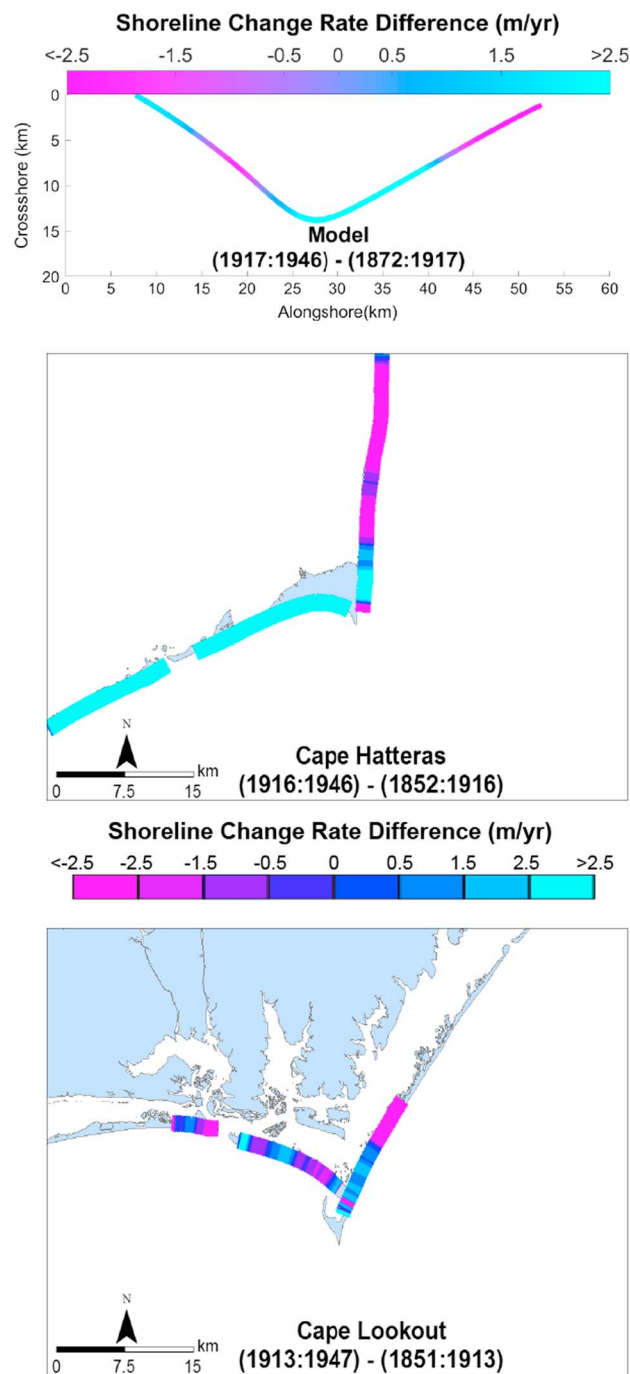 Shoreline Change Rate Difference (m/yr)
<-2.5 -1.5 -0.5 0 0.5 1.5 >2.5
0
5
10
15
20
Crossshore (km)
Model
(1917:1946) - (1872:1917)
0 5 10 15 20 25 30 35 40 45 50 55 60
Alongshore(km)
N
km
0 7.5 15
Cape Hatteras
(1916:1946) - (1852:1916)
Shoreline Change Rate Difference (m/yr)
<-2.5 -2.5 -1.5 -0.5 0 0.5 1.5 2.5 >2.5
N
km
0 7.5 15
Cape Lookout
(1913:1947) - (1851:1913)